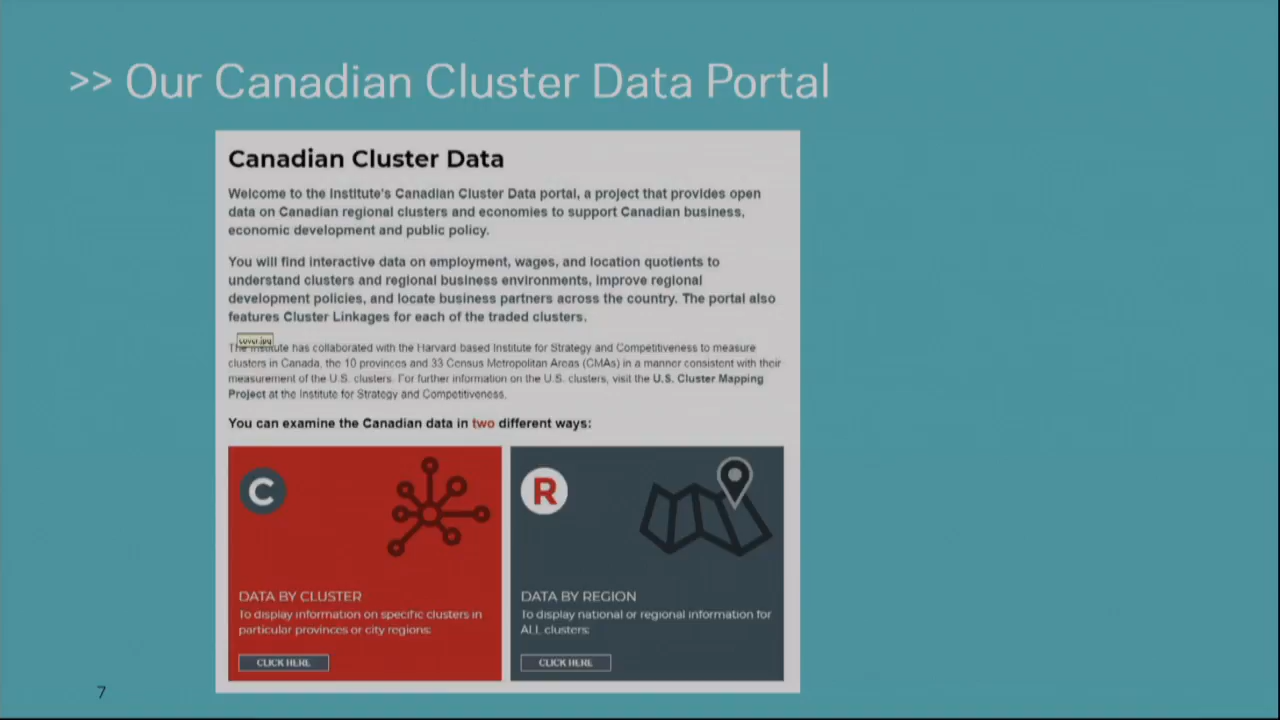 >> Our Canadian Cluster Data Portal
Canadian Cluster Data
Welcome to the Institute's Canadian Cluster Data portal, a project that provides open
data on Canadian regional clusters and economies to support Canadian business,
economic development and public policy.
You will find interactive data on employment, wages, and location quotients to
understand clusters and regional business environments, improve regional
development policies, and locate business partners across the country. The portal also
features Cluster Linkages for each of the traded clusters.
cover.jpg
The Institute has collaborated with the Harvard based Institute for Strategy and Competitiveness to measure
clusters in Canada, the 10 provinces and 33 Census Metropolitan Areas (CMAs) in a manner consistent with their
measurement of the U.S. clusters. For further information on the U.S. clusters, visit the U.S. Cluster Mapping
Project at the Institute for Strategy and Competitiveness.
You can examine the Canadian data in two different ways:
C
DATA BY CLUSTER
To display information on specific clusters in
particular provinces or city regions:
CLICK HERE
R
DATA BY REGION
To display national or regional information for
ALL clusters:
CLICK HERE
7